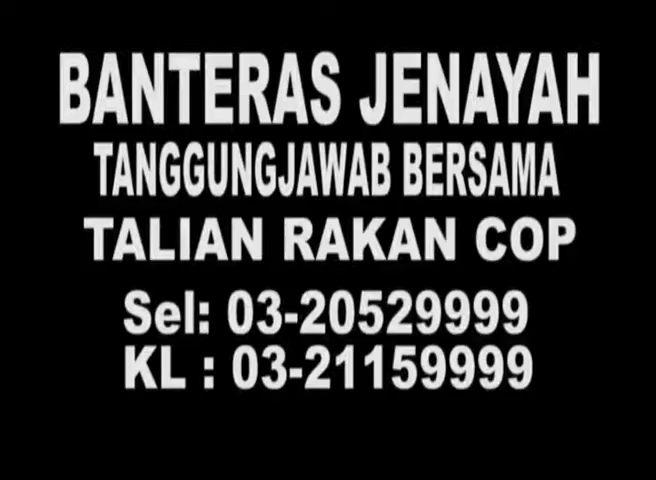 BANTERAS JENAYAH
TANGGUNGJAWAB BERSAMA
TALIAN RAKAN COP
Sel: 03-20529999
KL : 03-21159999